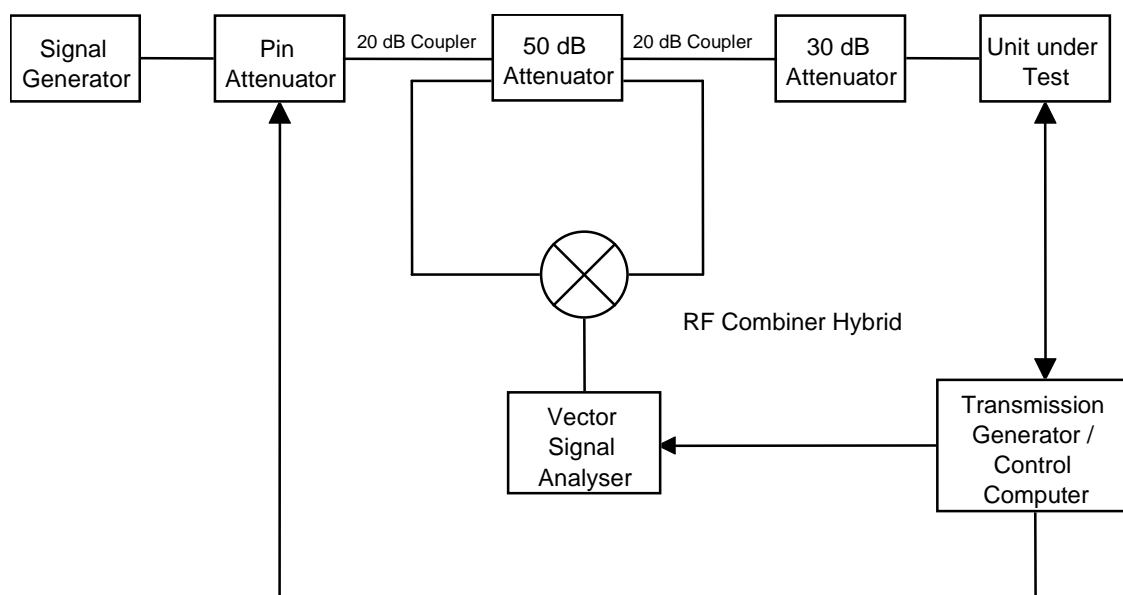 Signal
Generator
Pin
Attenuator
20 dB Coupler
50 dB
Attenuator
20 dB Coupler
30 dB
Attenuator
Unit under
Test
RF Combiner Hybrid
Vector
Signal
Analyser
Transmission
Generator /
Control
Computer